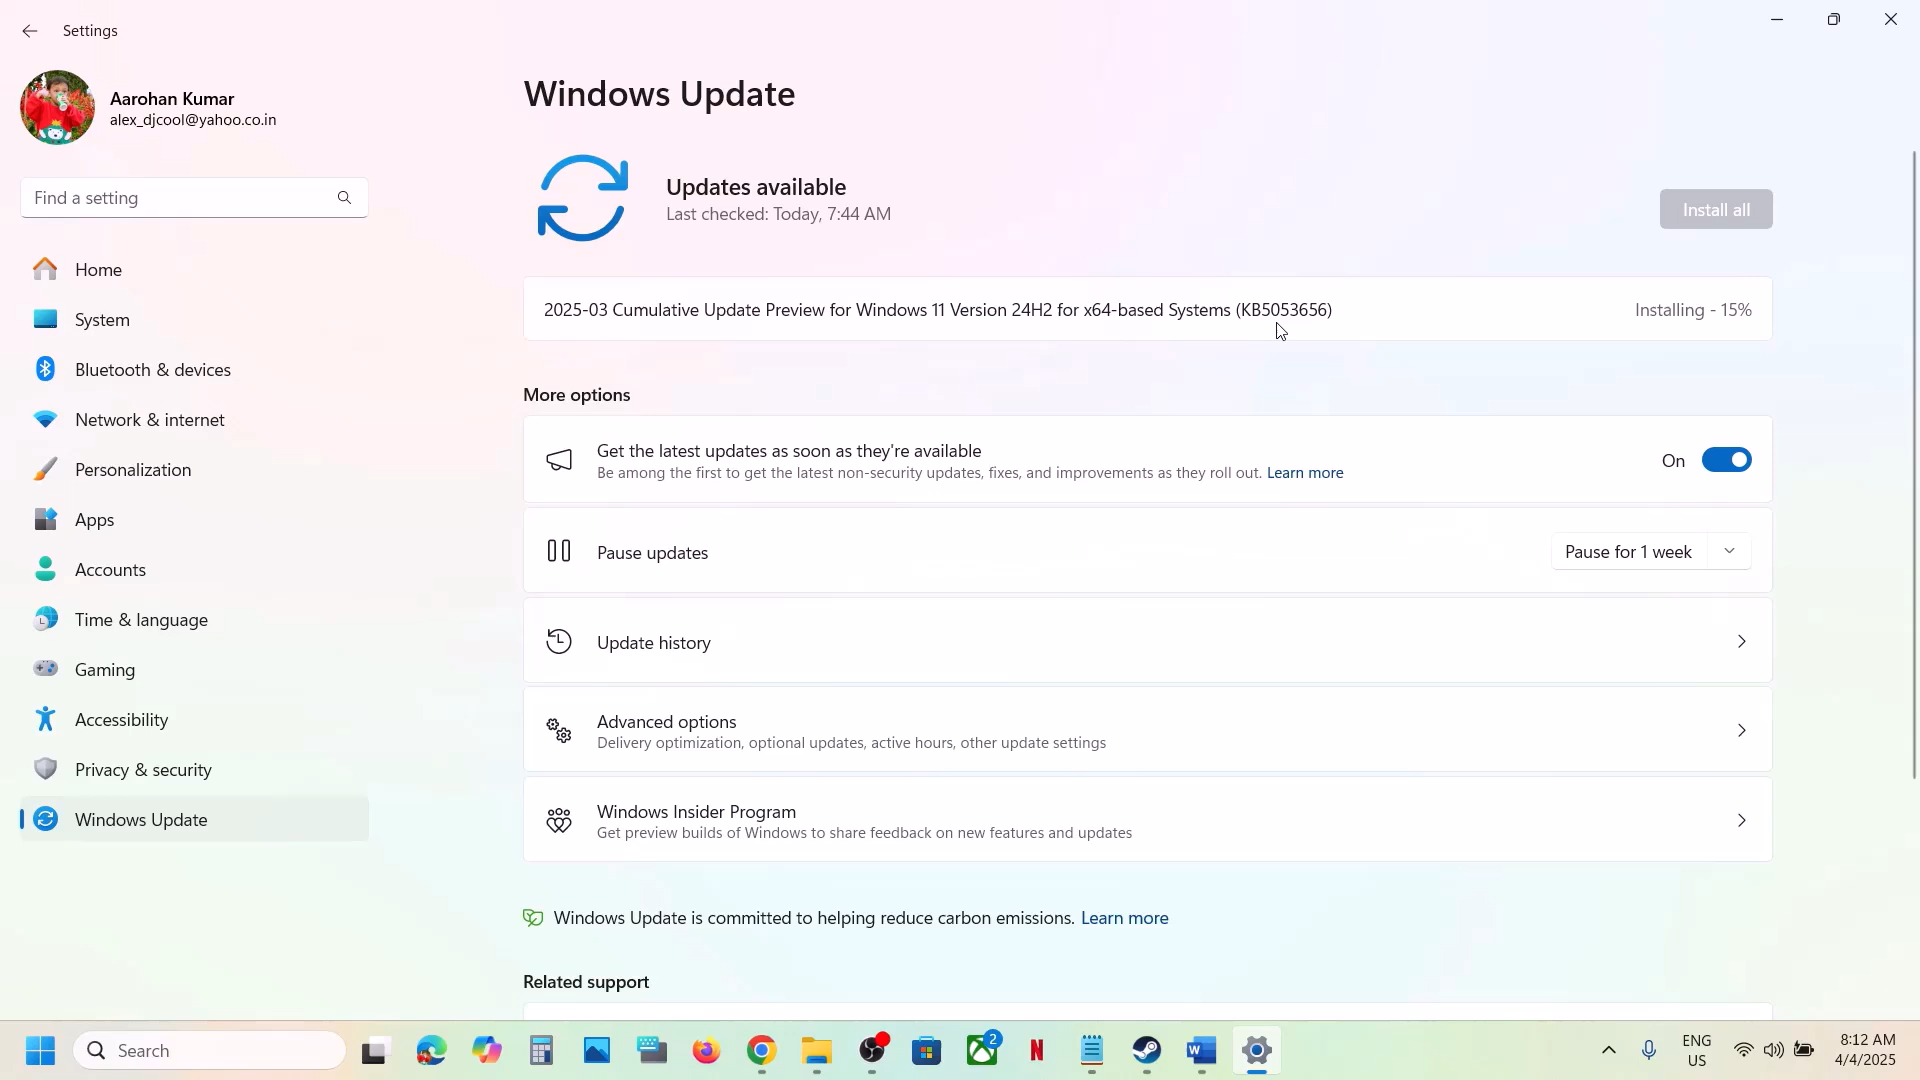 Settings
Aarohan Kumar
alex_djcool@yahoo.co.in
Find a setting
Home
System
Bluetooth & devices
Network & internet
Personalization
Apps
Accounts
Time & language
Gaming
Accessibility
Privacy & security
Windows Update
Windows Update
Updates available
Last checked: Today, 7:44 AM
Install all
2025-03 Cumulative Update Preview for Windows 11 Version 24H2 for x64-based Systems (KB5053656)
Installing - 15%
More options
Get the latest updates as soon as they're available
Be among the first to get the latest non-security updates, fixes, and improvements as they roll out. Learn more
On
Pause updates
Pause for 1 week
Update history
Advanced options
Delivery optimization, optional updates, active hours, other update settings
Windows Insider Program
Get preview builds of Windows to share feedback on new features and updates
Windows Update is committed to helping reduce carbon emissions. Learn more
Related support
Search
2
N
W
ENG
US
8:12 AM
4/4/2025